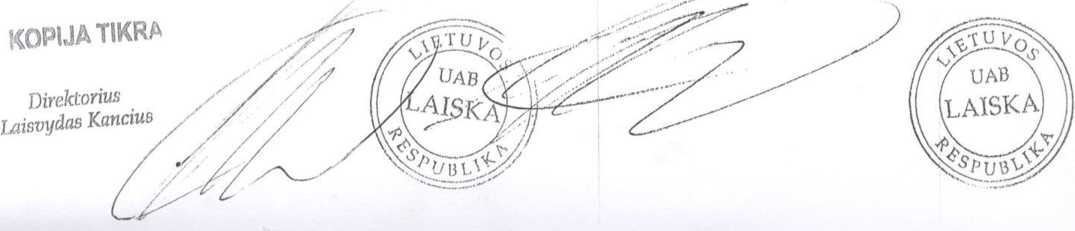 KOPIJA TIKRA
Direktorius
Laisvydas Kancius
LIETUVOS
UAB
LAISKA
RESPUBLIKA
LIETUVOS
UAB
LAISKA
RESPUBLIKA